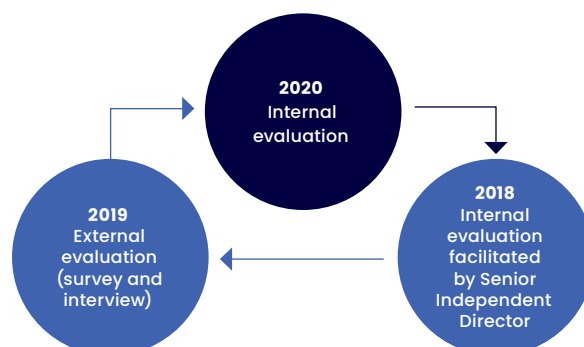 2020
Internal
evaluation
2019
External
evaluation
(survey and
interview)
2018
Internal
evaluation
facilitated
by Senior
Independent
Director